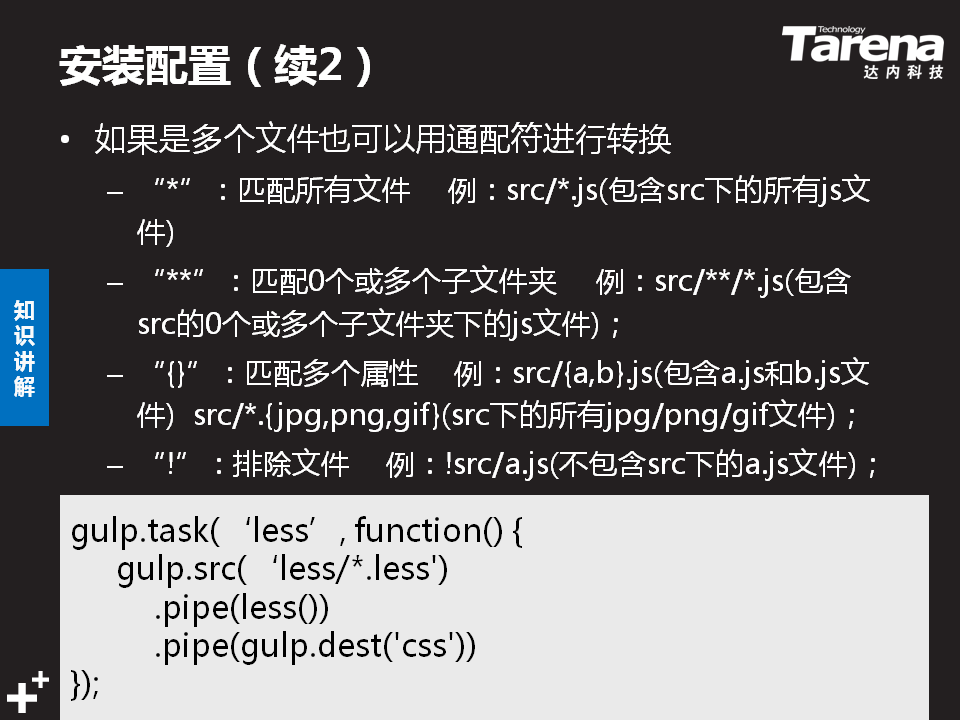 安装配置（续2）
Technology
Tarena
达内科技
• 如果是多个文件也可以用通配符进行转换
– “*”：匹配所有文件 例：src/*.js(包含src下的所有js文
件)
– “**”：匹配0个或多个子文件夹 例：src/**/*.js(包含
src的0个或多个子文件夹下的js文件)；
– “{}”：匹配多个属性 例：src/{a,b}.js(包含a.js和b.js文
件) src/*.{jpg,png,gif}(src下的所有jpg/png/gif文件)；
– “!”：排除文件 例：!src/a.js(不包含src下的a.js文件)；
知
识
讲
解
gulp.task(‘less’, function() {
gulp.src(‘less/*.less')
.pipe(less())
.pipe(gulp.dest('css'))
});